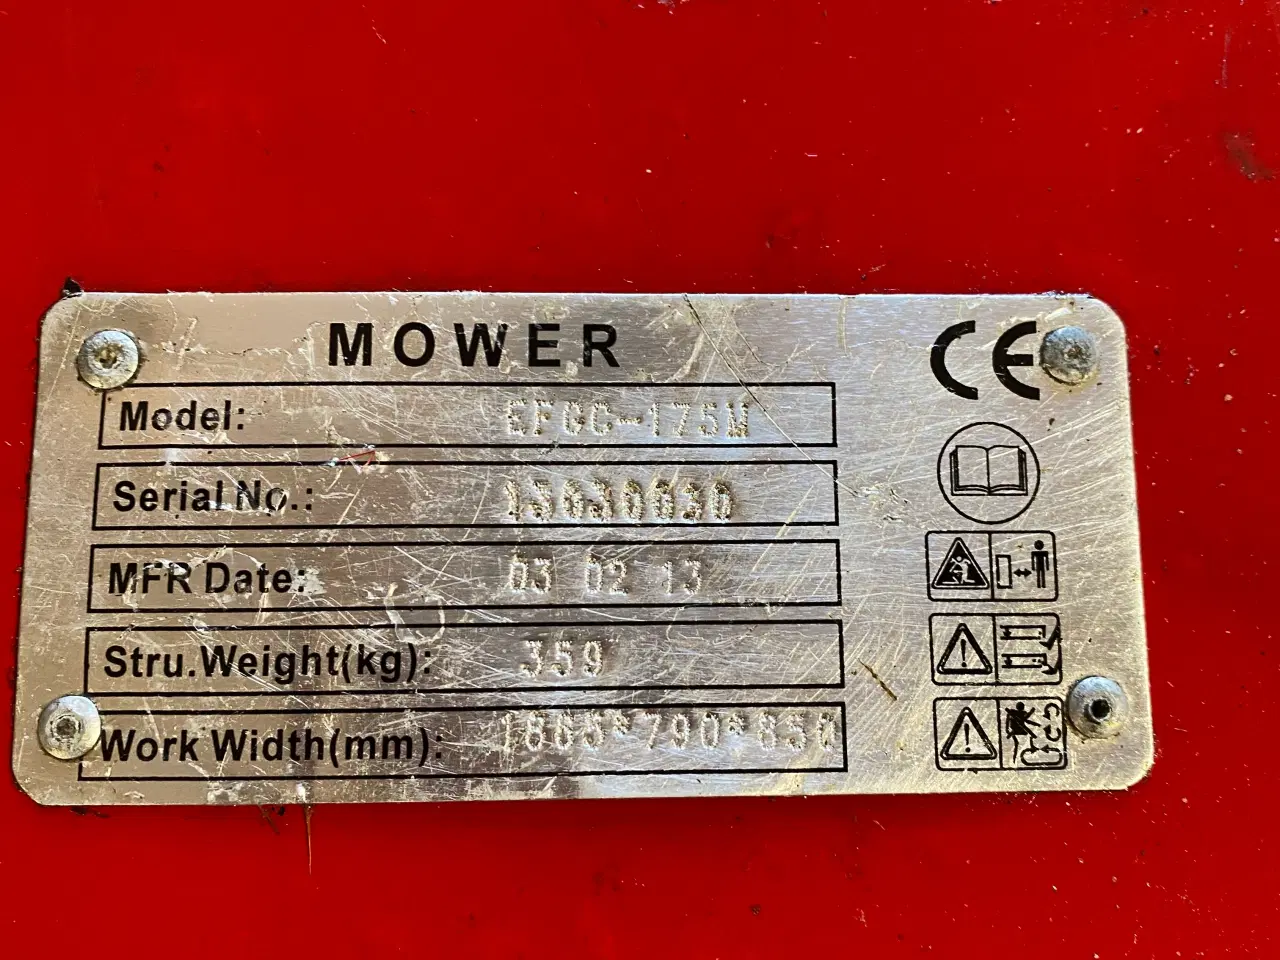 MOWER
CE
Model: EFGC-175M
Serial No.:
MFR Date: 03 02 13
Stru.Weight(kg): 359
Work Width(mm): 1865*790*850